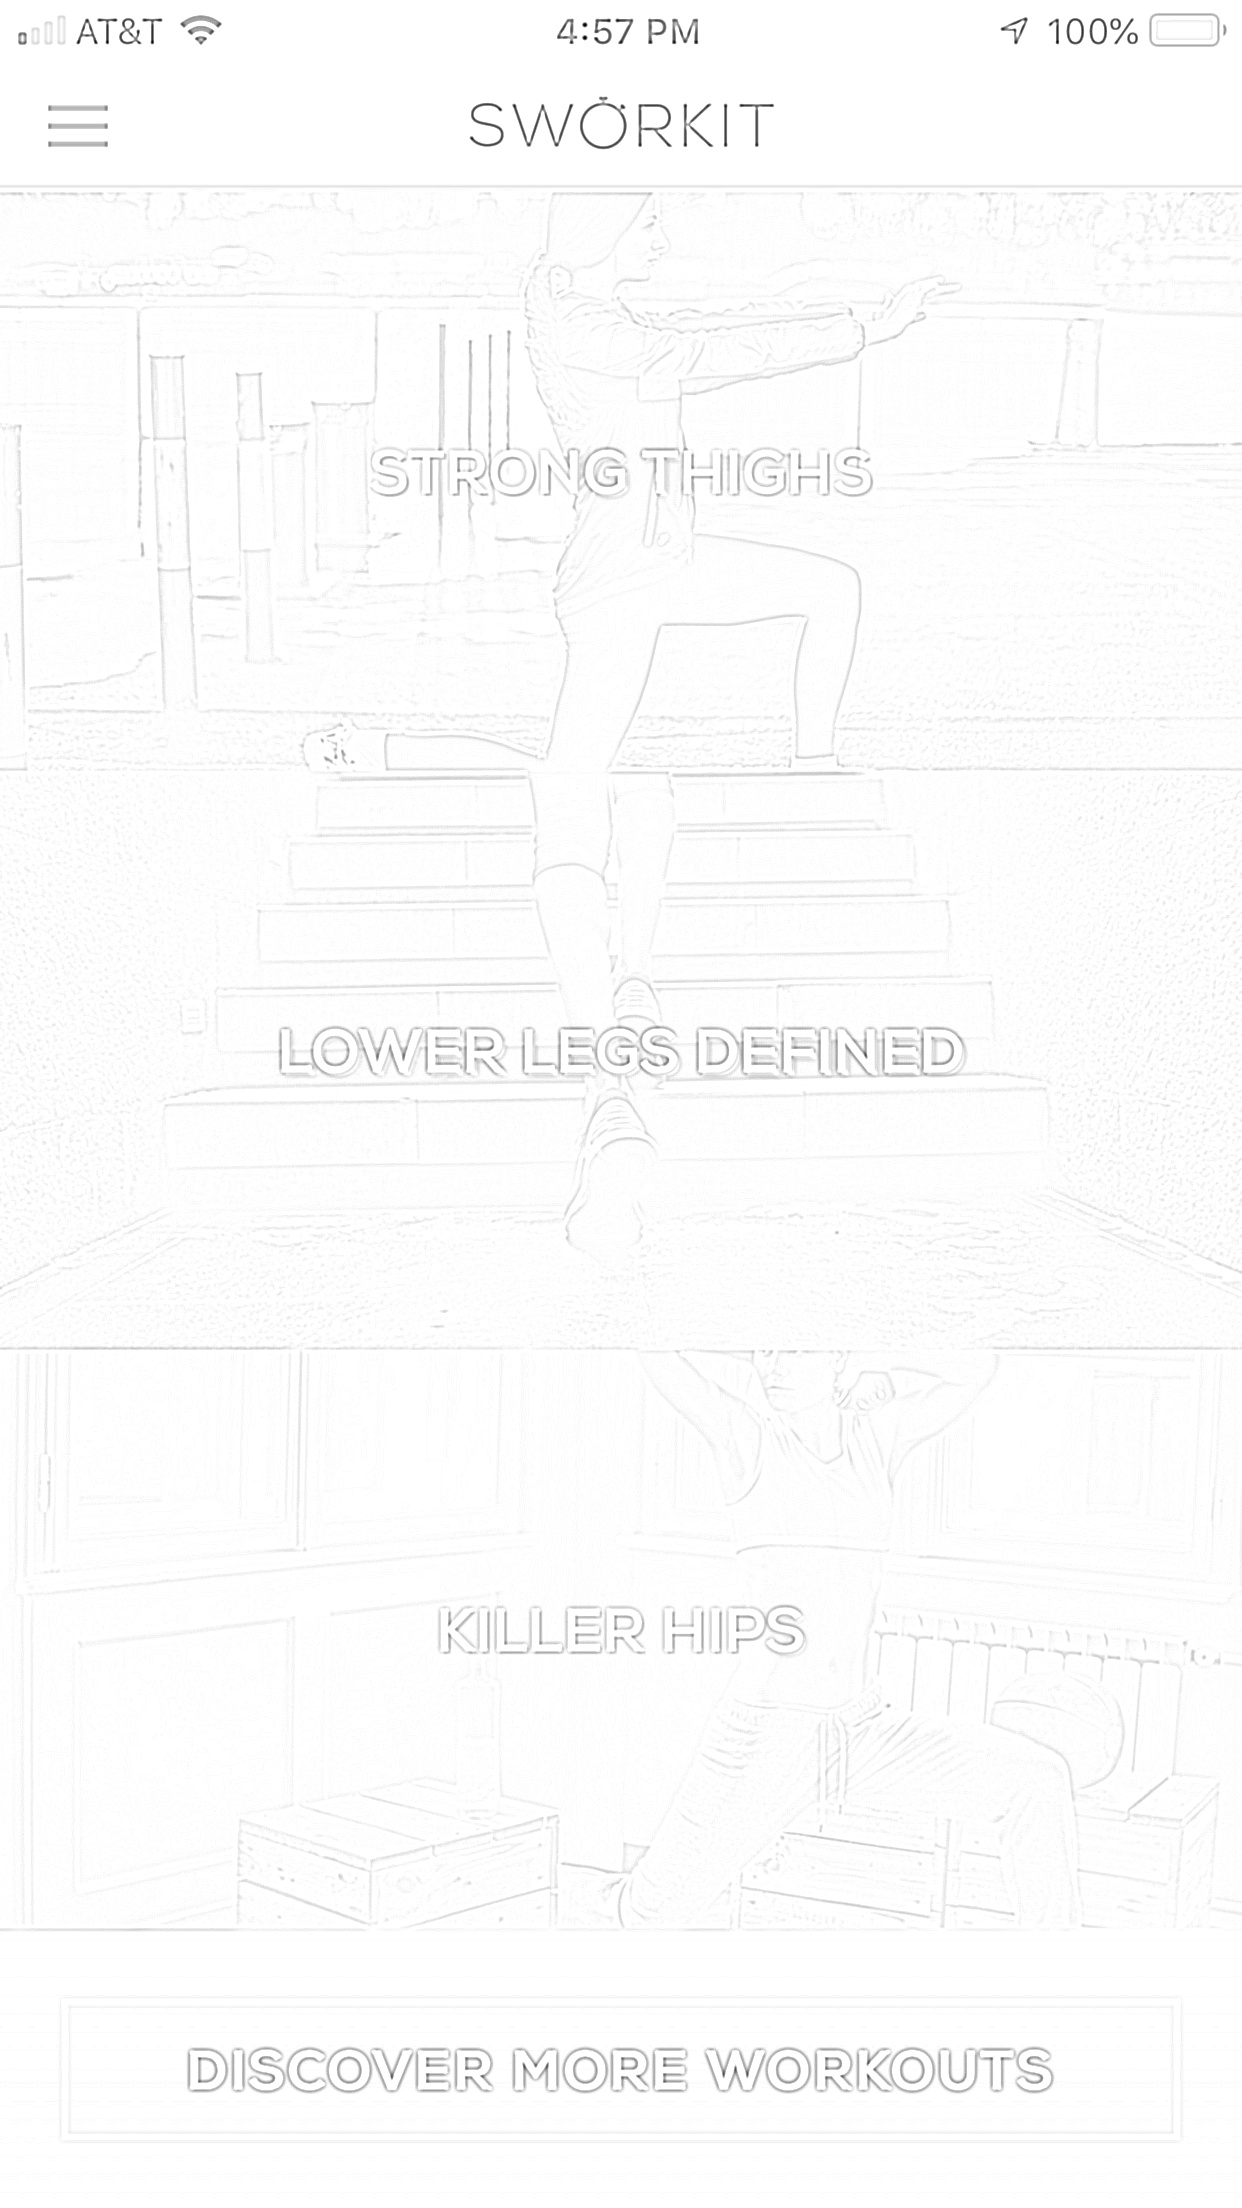 AT&T 4:57 PM 100%
SWORKIT
STRONG THIGHS
LOWER LEGS DEFINED
KILLER HIPS
DISCOVER MORE WORKOUTS